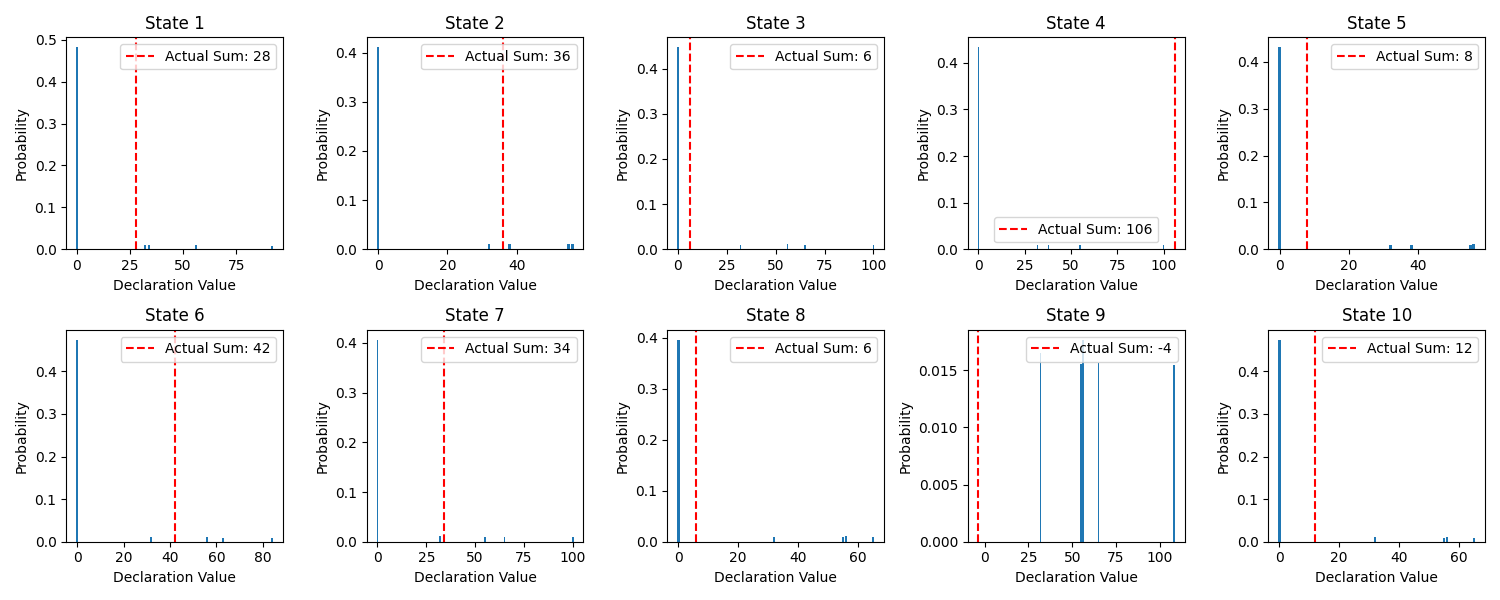 State 1
0.5
0.4
0.3
0.2
0.1
0.0
Probability
Actual Sum: 28
0 25 50 75
Declaration Value
State 2
0.4
0.3
0.2
0.1
0.0
Probability
Actual Sum: 36
0 20 40
Declaration Value
State 3
0.4
0.3
0.2
0.1
0.0
Probability
Actual Sum: 6
0 25 50 75 100
Declaration Value
State 4
0.4
0.3
0.2
0.1
0.0
Probability
Actual Sum: 106
0 25 50 75 100
Declaration Value
State 5
0.4
0.3
0.2
0.1
0.0
Probability
Actual Sum: 8
0 20 40
Declaration Value
State 6
0.4
0.3
0.2
0.1
0.0
Probability
Actual Sum: 42
0 20 40 60 80
Declaration Value
State 7
0.4
0.3
0.2
0.1
0.0
Probability
Actual Sum: 34
0 25 50 75 100
Declaration Value
State 8
0.4
0.3
0.2
0.1
0.0
Probability
Actual Sum: 6
0 20 40 60
Declaration Value
State 9
0.015
0.010
0.005
0.000
Probability
Actual Sum: -4
0 25 50 75 100
Declaration Value
State 10
0.4
0.3
0.2
0.1
0.0
Probability
Actual Sum: 12
0 20 40 60
Declaration Value